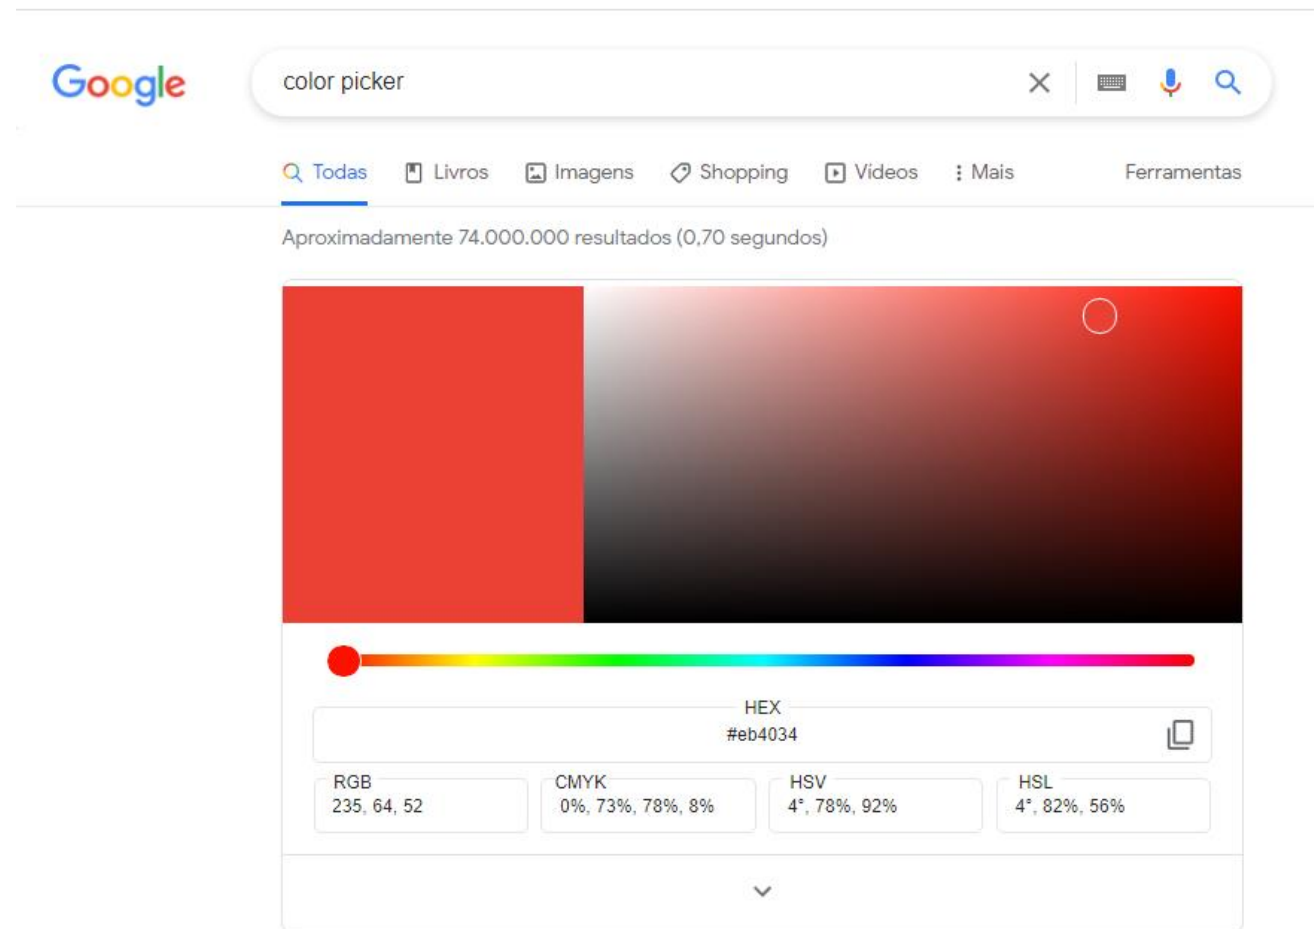 Google
color picker
Todas
Livros
Imagens
Shopping
Vídeos
Mais
Ferramentas
Aproximadamente 74.000.000 resultados (0,70 segundos)
HEX
#eb4034
RGB
235, 64, 52
CMYK
0%, 73%, 78%, 8%
HSV
4°, 78%, 92%
HSL
4°, 82%, 56%